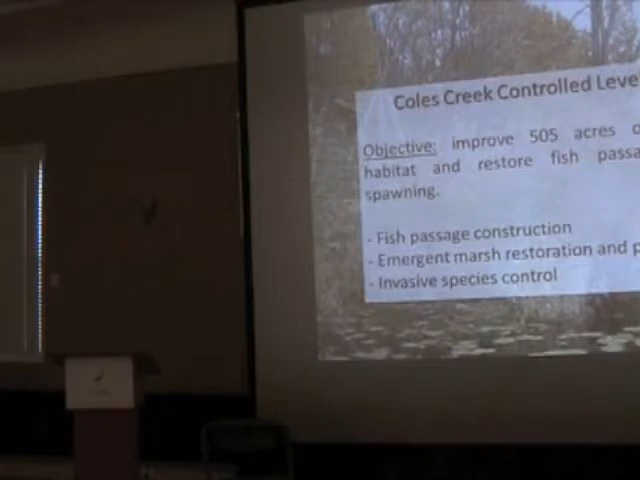 Coles Creek Controlled Leve
Objective: improve 505 acres o
habitat and restore fish passa
spawning.
- Fish passage construction
- Emergent marsh restoration and p
- Invasive species control